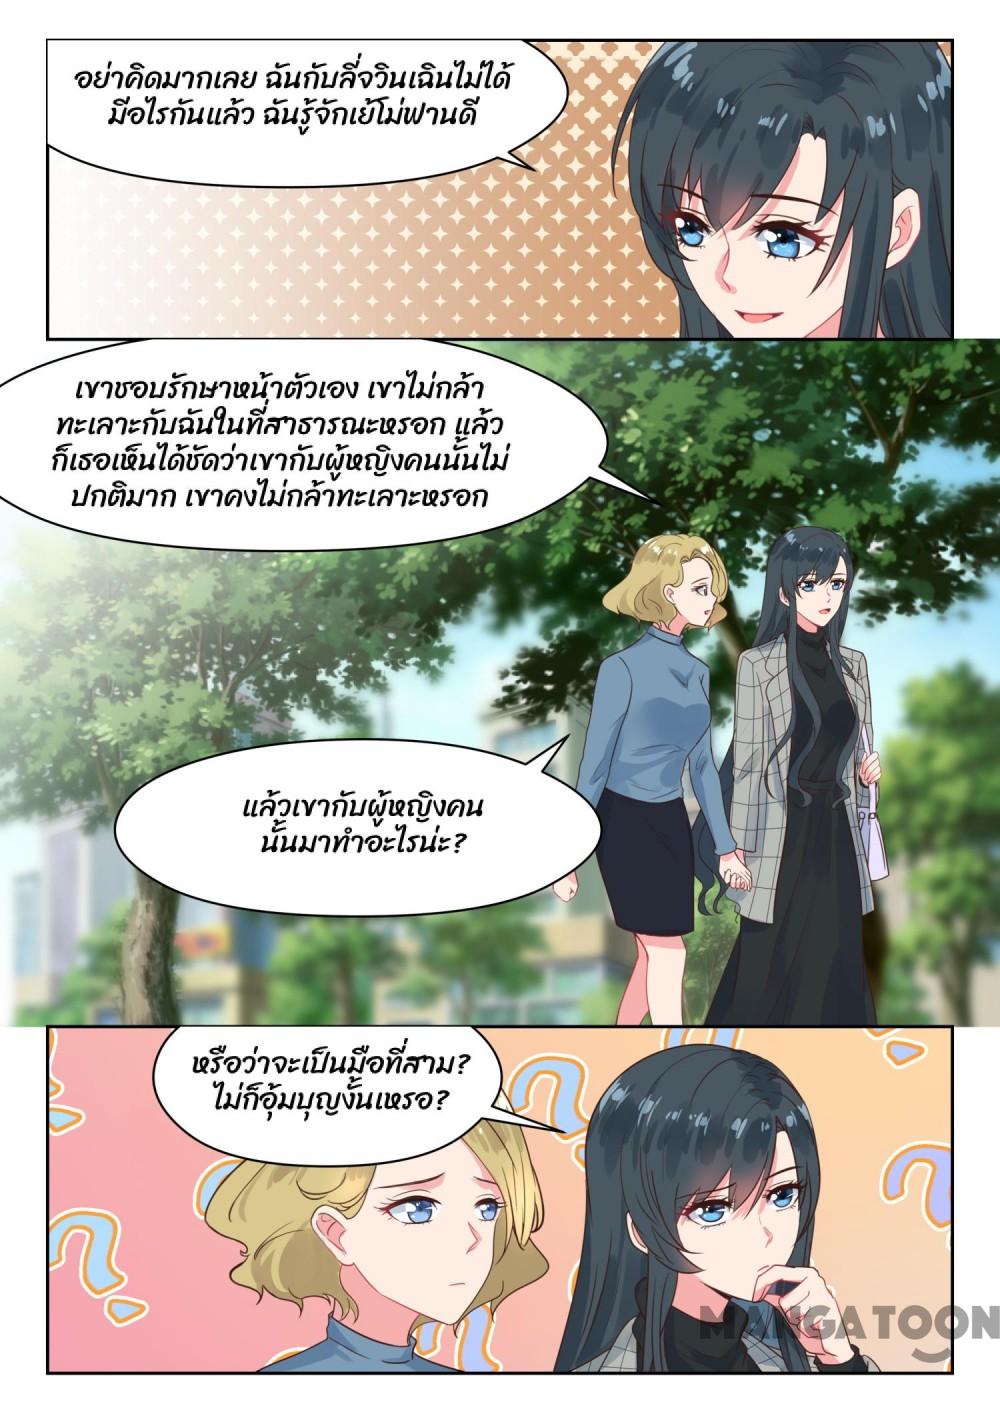 อย่าคิดมากเลย ฉันกับลี่จวินเฉินไม่ได้
มีอะไรกันแล้ว ฉันรู้จักเย้โม่ฟานดี
เขาชอบรักษาหน้าตัวเอง เขาไม่กล้า
ทะเลาะกับฉันในที่สาธารณะหรอก แล้ว
ก็เธอเห็นได้ชัดว่าเขากับผู้หญิงคนนั้นไม่
ปกติมาก เขาคงไม่กล้าทะเลาะหรอก
แล้วเขากับผู้หญิงคน
นั้นมาทำอะไรน่ะ?
หรือว่าจะเป็นมือที่สาม?
ไม่ก็อุ้มบุญงั้นเหรอ?
MANGATOON